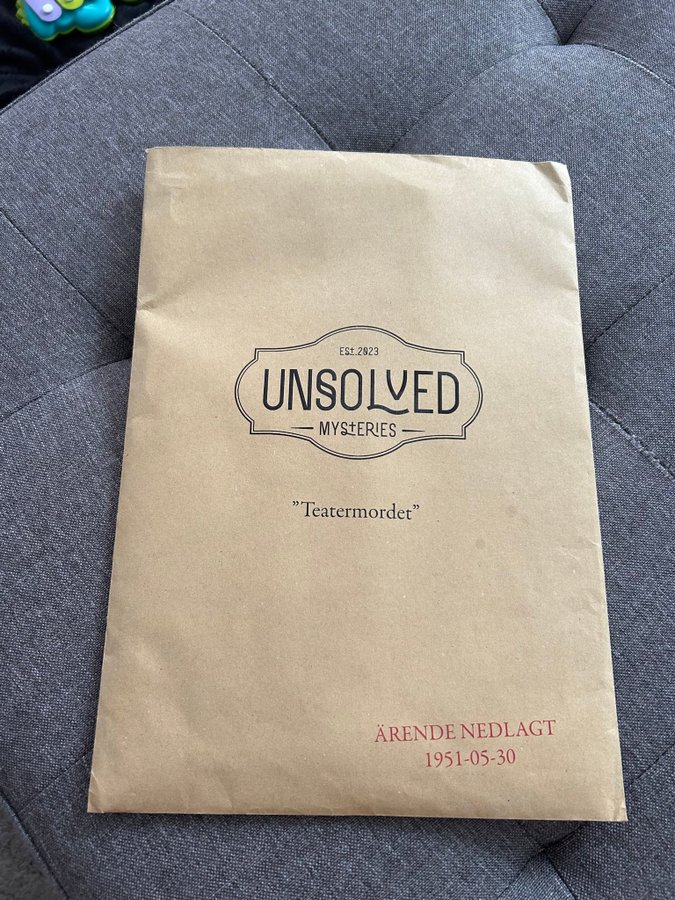 Est.2023
UNSOLVED
MYStERIES
"Teatermordet"
ÄRENDE NEDLAGT
1951-05-30